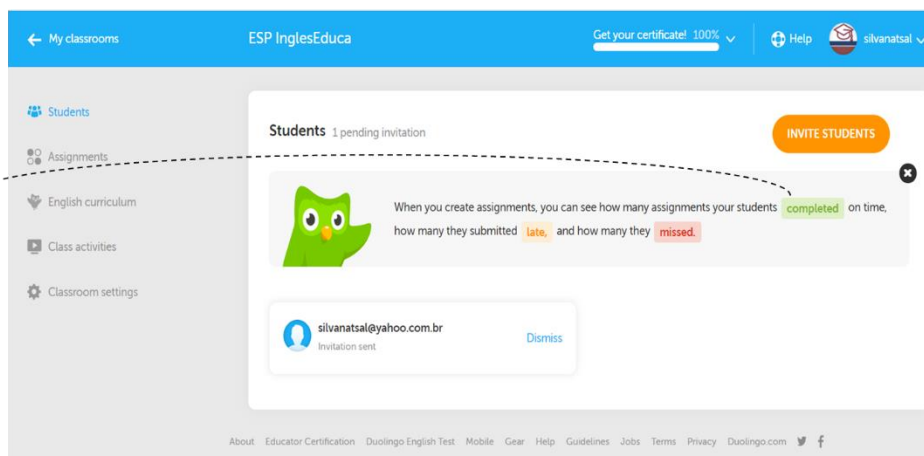 My classrooms
ESP InglesEduca
Get your certificate! 100%
Help
silvanatsal
Students
Assignments
English curriculum
Class activities
Classroom settings
Students 1 pending invitation
INVITE STUDENTS
When you create assignments, you can see how many assignments your students completed on time,
how many they submitted late, and how many they missed.
silvanatsal@yahoo.com.br
Invitation sent
Dismiss
About Educator Certification Duolingo English Test Mobile Gear Help Guidelines Jobs Terms Privacy Duolingo.com